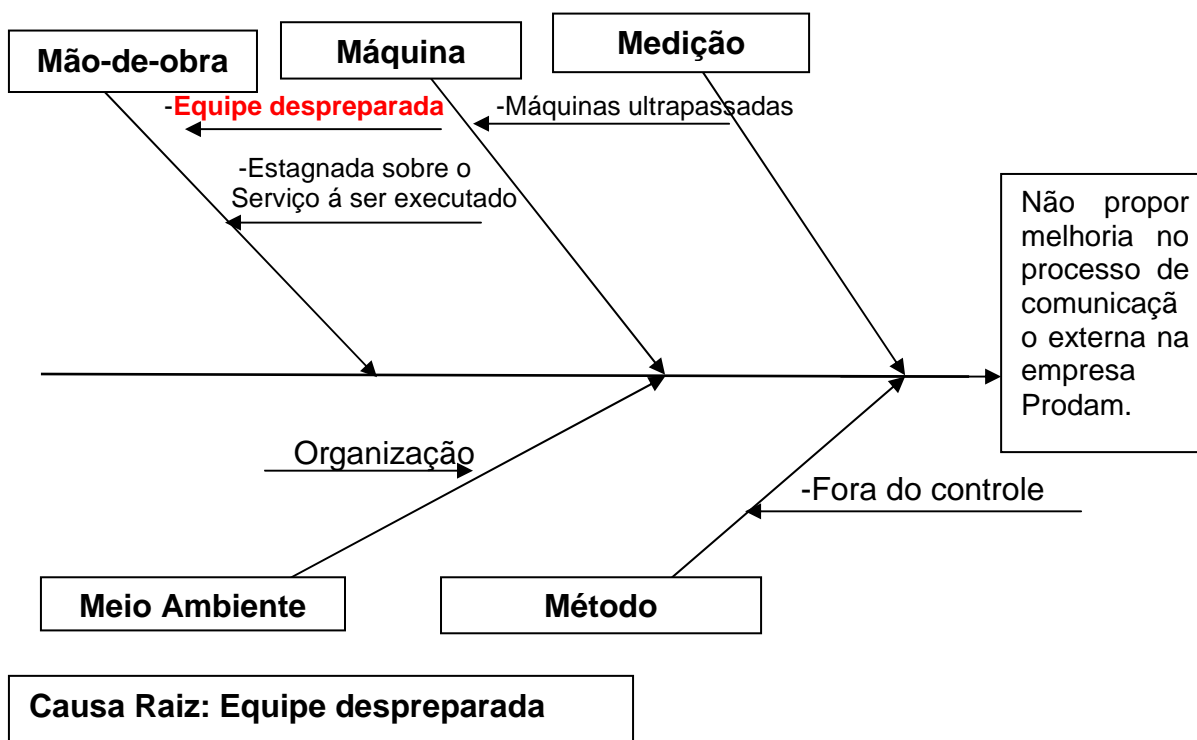 Mão-de-obra
Máquina
Medição
-Equipe despreparada
-Máquinas ultrapassadas
-Estagnada sobre o
Serviço á ser executado
Não propor
melhoria no
processo de
comunicaçã
o externa na
empresa
Prodam.
Organização
-Fora do controle
Meio Ambiente
Método
Causa Raiz: Equipe despreparada